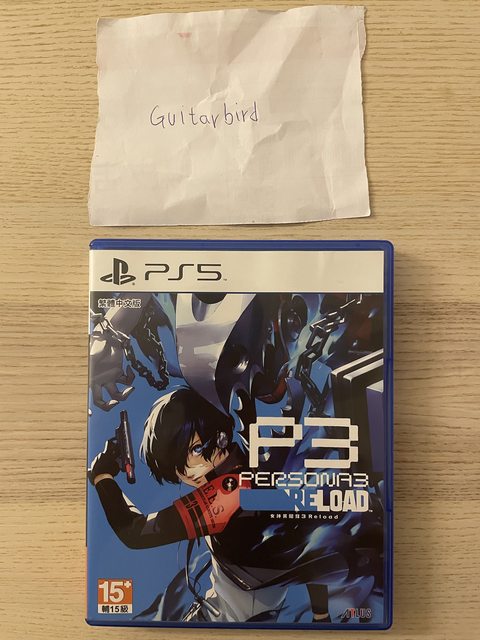 Guitarbird
PS5
繁體中文版
P3
PERSONA3
RELOAD
女神異聞錄3 Reload
S.E.E.S
15+
輔15級
ATLUS